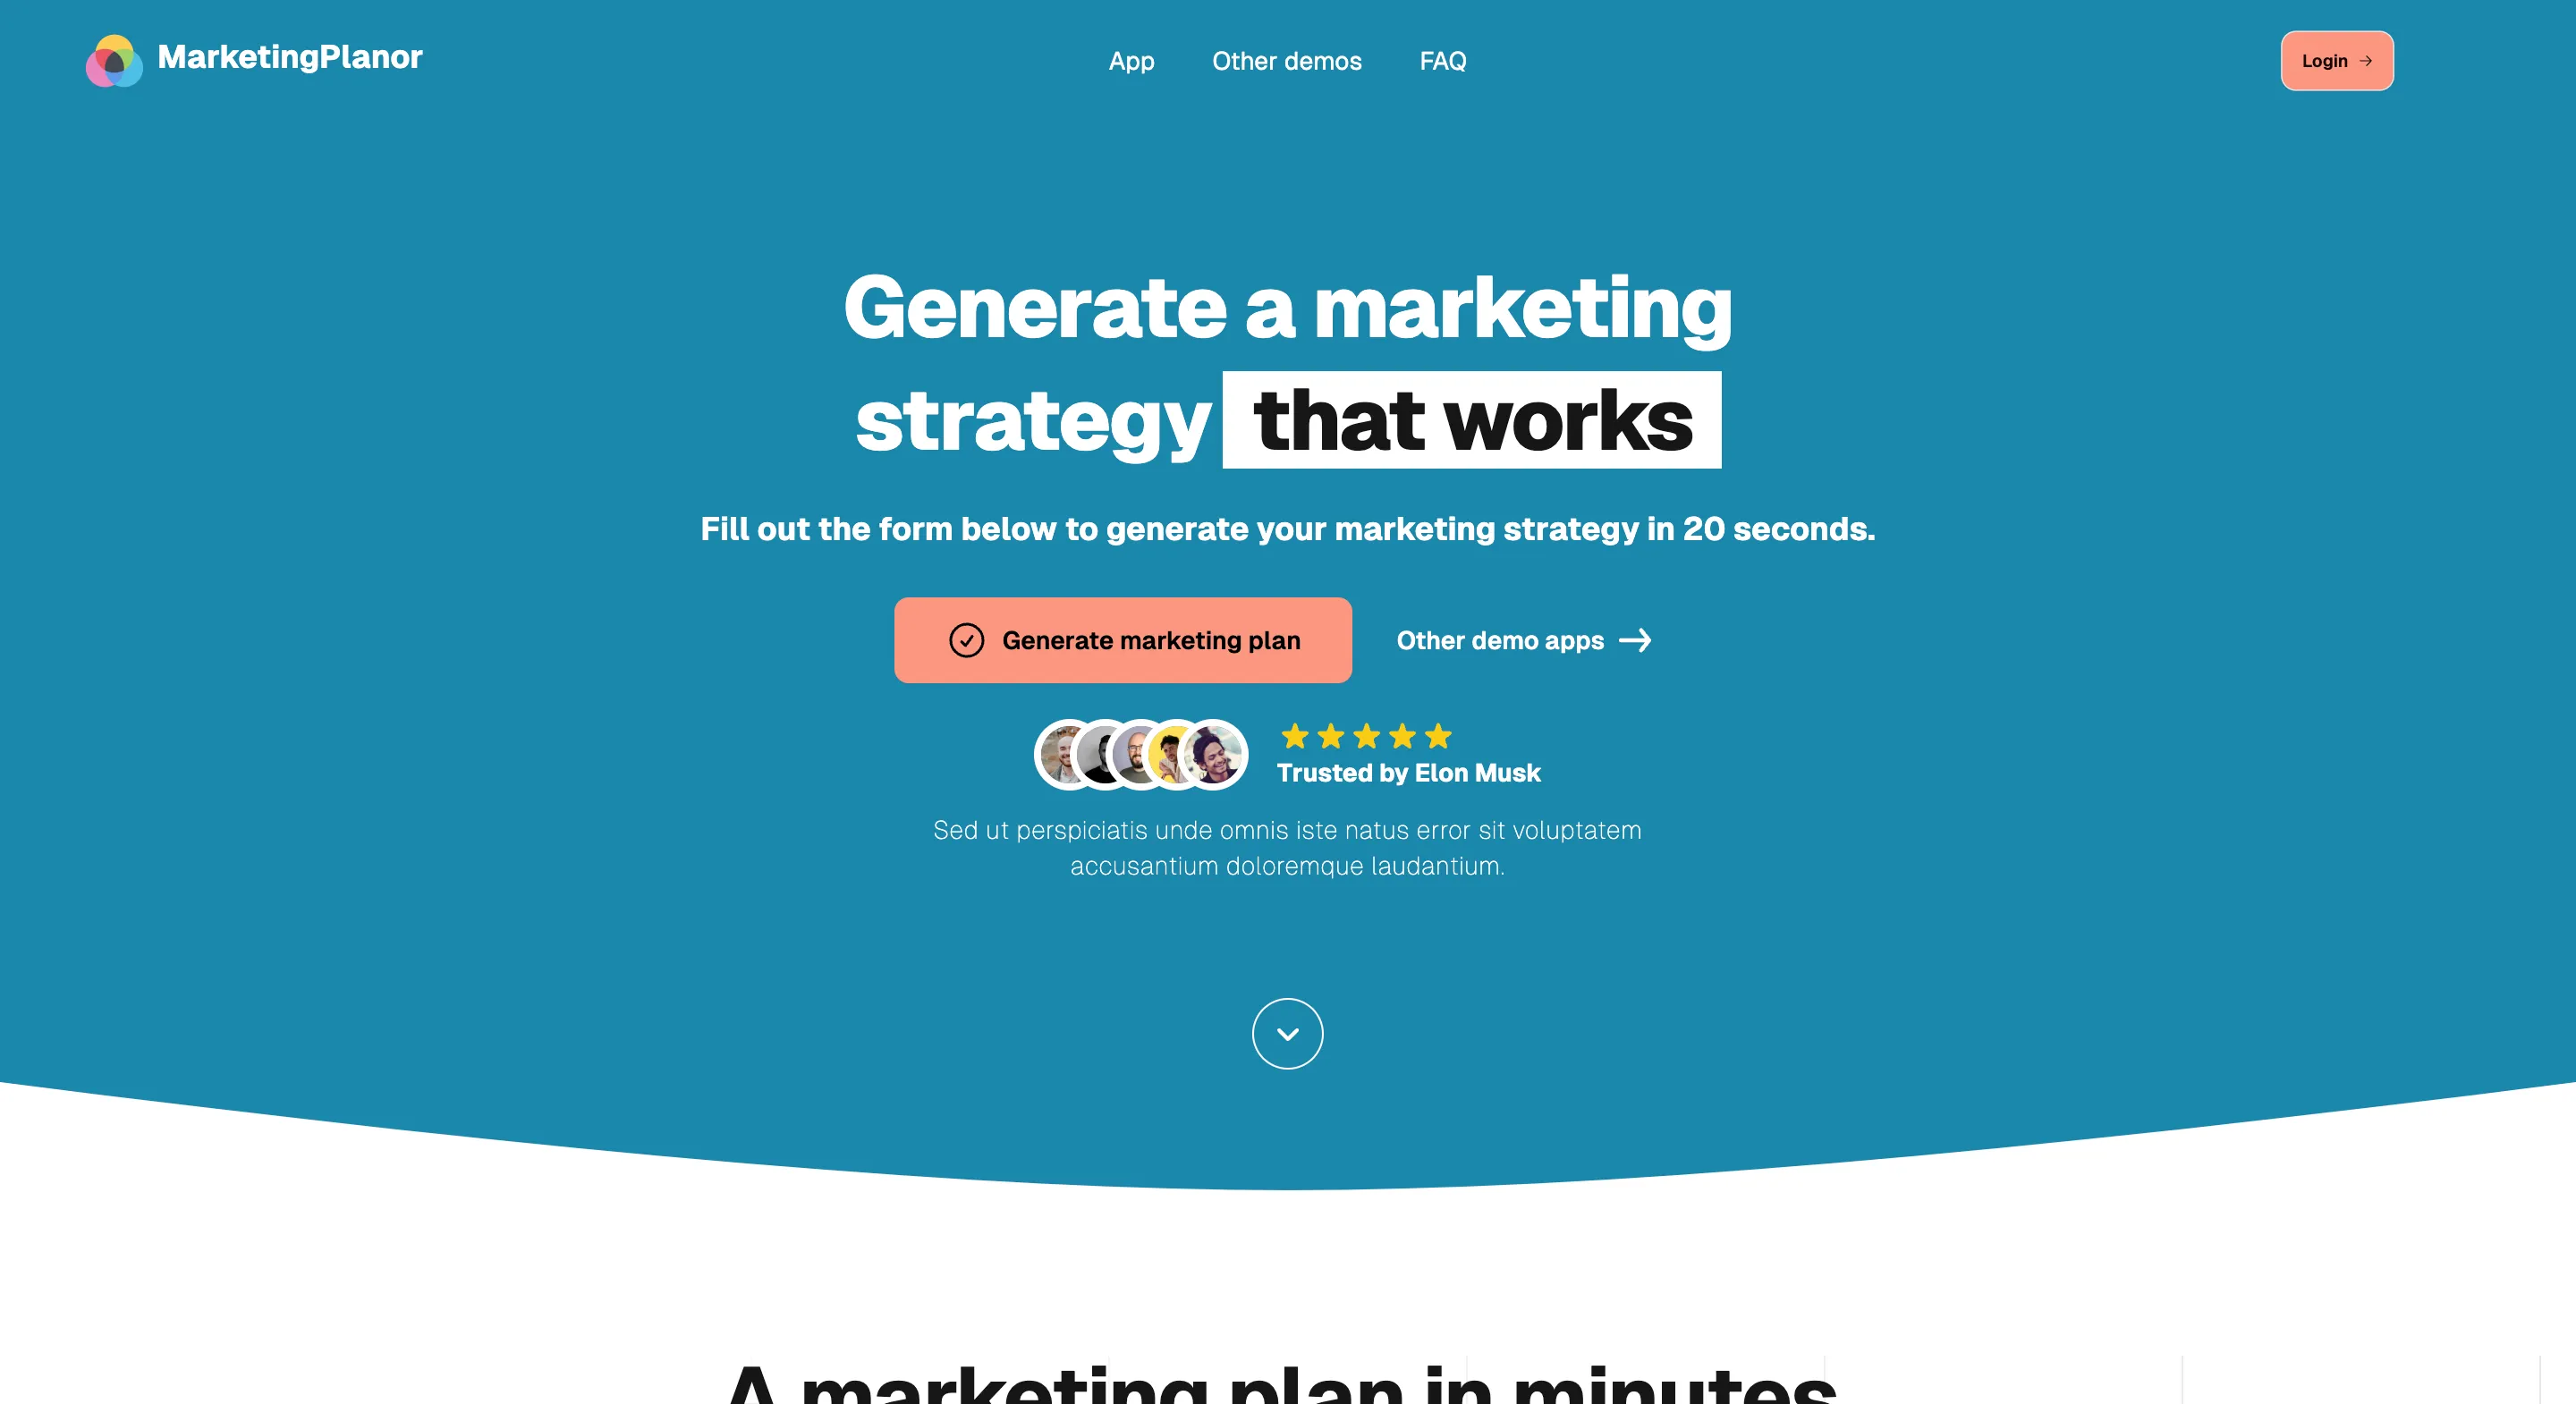 MarketingPlanor
App
Other demos
FAQ
Login
Generate a marketing
strategy that works
Fill out the form below to generate your marketing strategy in 20 seconds.
Generate marketing plan
Other demo apps
Trusted by Elon Musk
Sed ut perspiciatis unde omnis iste natus error sit voluptatem
accusantium doloremque laudantium.
A marketing plan in minutes